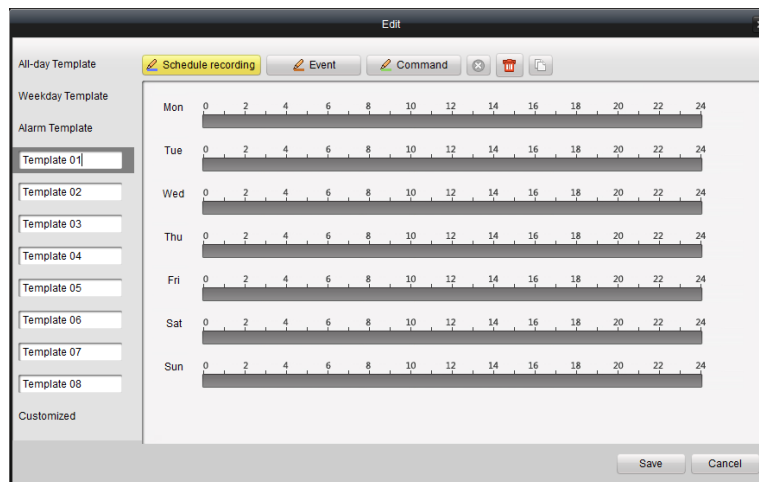 Edit
All-day Template
Schedule recording Event Command
Weekday Template
Alarm Template
Template 01
Template 02
Template 03
Template 04
Template 05
Template 06
Template 07
Template 08
Customized
Mon 0 2 4 6 8 10 12 14 16 18 20 22 24
Tue 0 2 4 6 8 10 12 14 16 18 20 22 24
Wed 0 2 4 6 8 10 12 14 16 18 20 22 24
Thu 0 2 4 6 8 10 12 14 16 18 20 22 24
Fri 0 2 4 6 8 10 12 14 16 18 20 22 24
Sat 0 2 4 6 8 10 12 14 16 18 20 22 24
Sun 0 2 4 6 8 10 12 14 16 18 20 22 24
Save Cancel